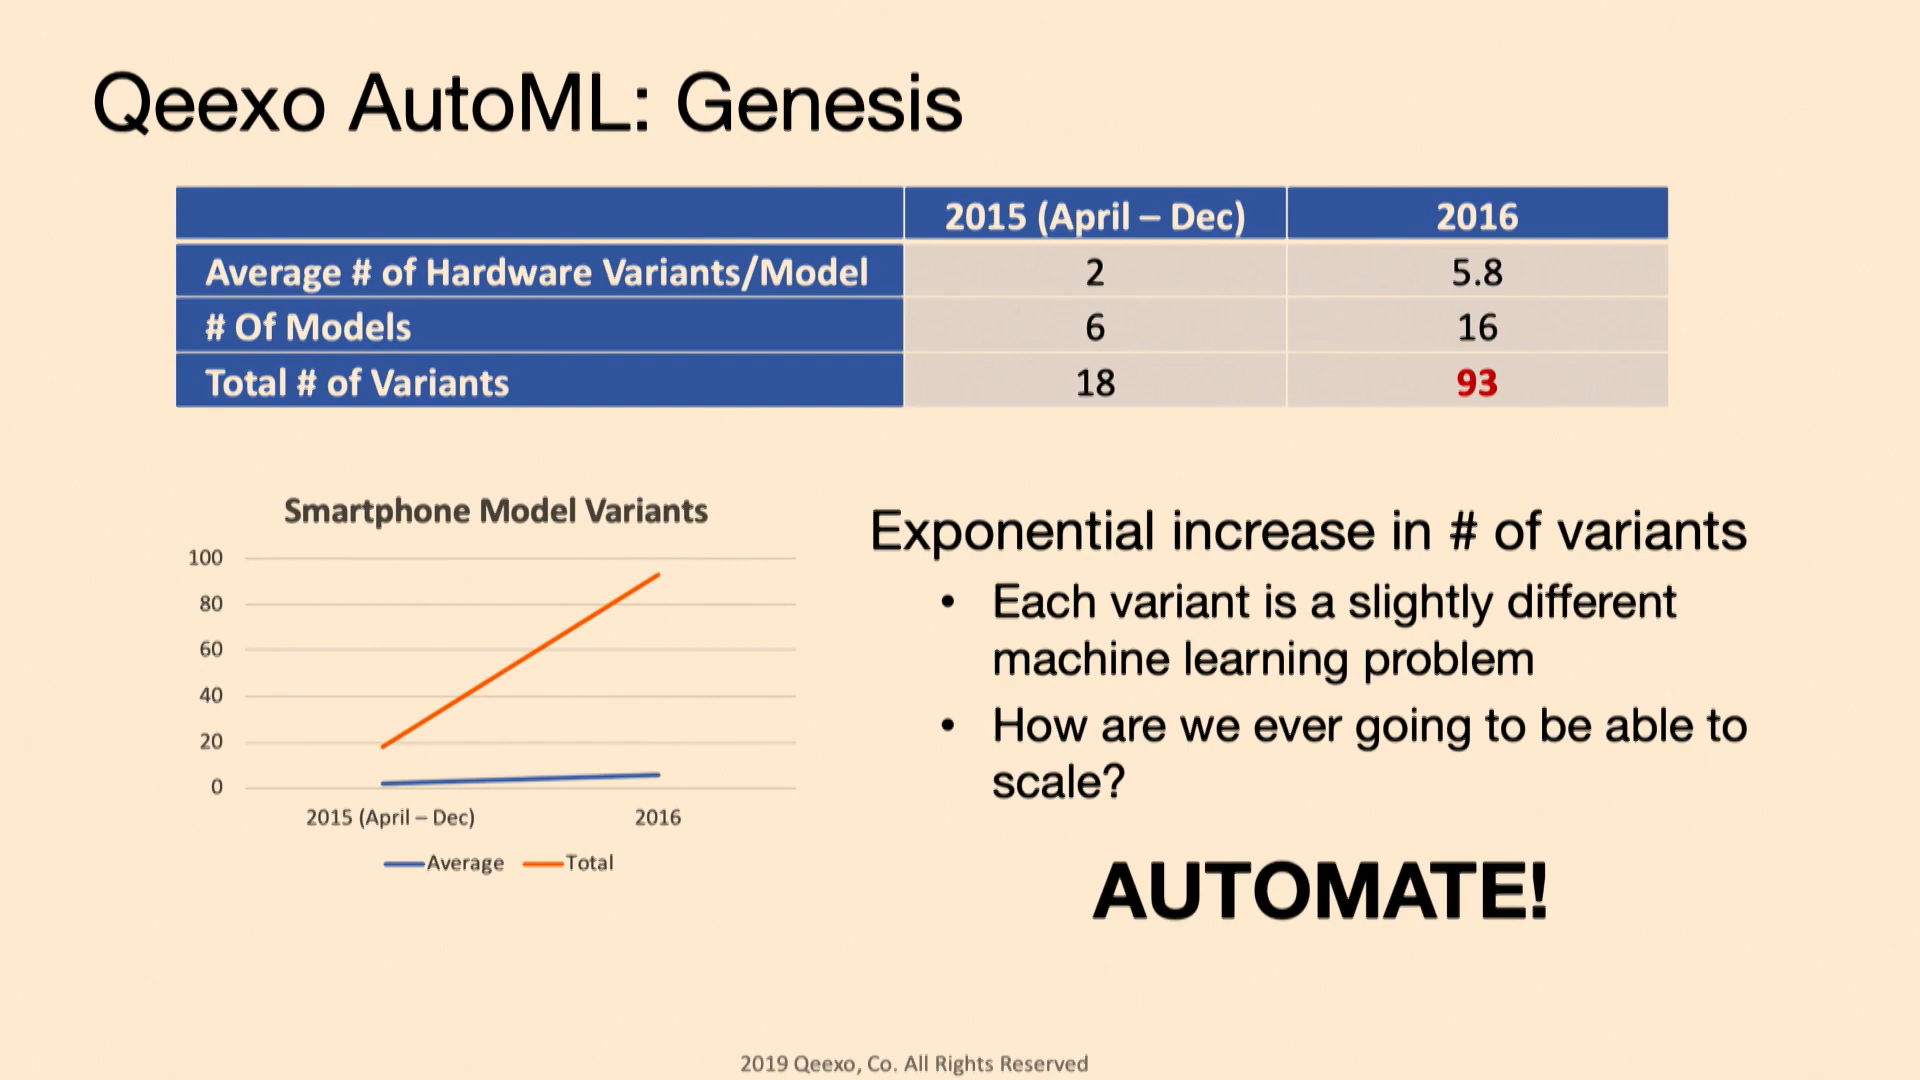 Qeexo AutoML: Genesis
2015 (April – Dec) 2016
Average # of Hardware Variants/Model 2 5.8
# Of Models 6 16
Total # of Variants 18 93
Smartphone Model Variants
100
80
60
40
20
0
2015 (April – Dec) 2016
Average Total
Exponential increase in # of variants
• Each variant is a slightly different
machine learning problem
• How are we ever going to be able to
scale?
AUTOMATE!
2019 Qeexo, Co. All Rights Reserved